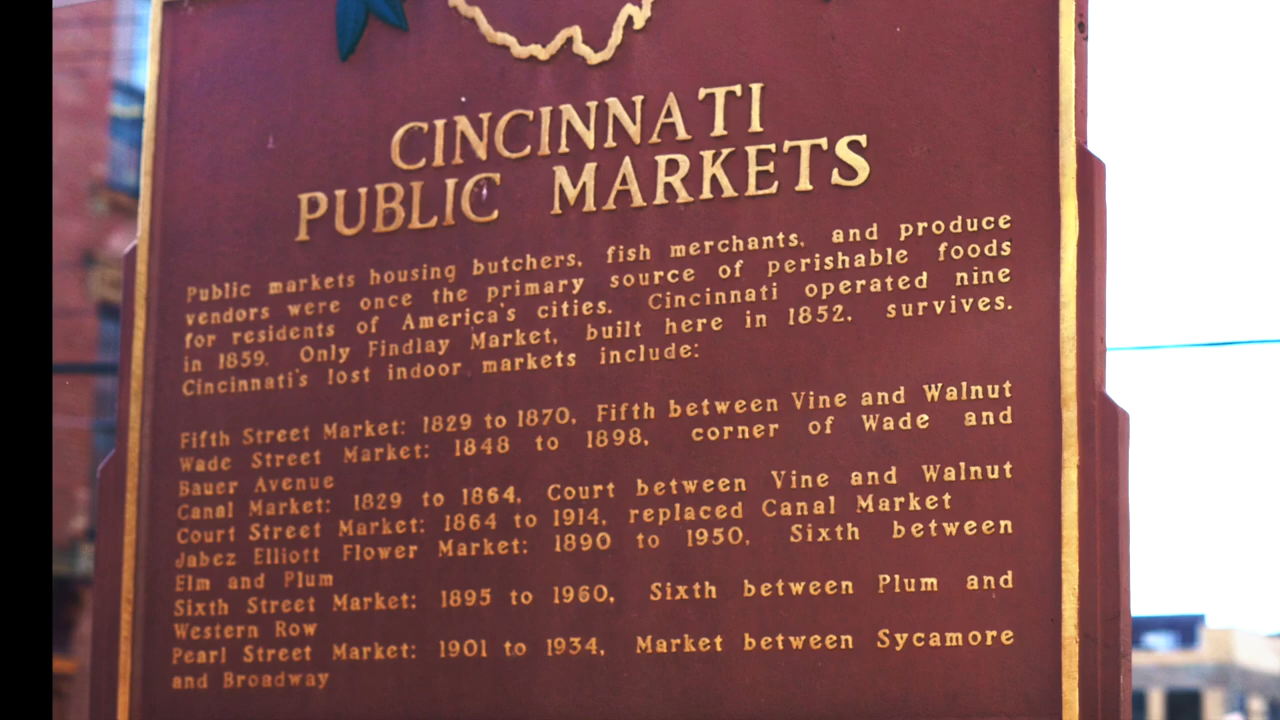 CINCINNATI
PUBLIC MARKETS
Public markets housing butchers, fish merchants, and produce
vendors were once the primary source of perishable foods
for residents of America's cities. Cincinnati operated nine
in 1859. Only Findlay Market, built here in 1852, survives.
Cincinnati's lost indoor markets include:
Fifth Street Market: 1829 to 1870, Fifth between Vine and Walnut
Wade Street Market: 1848 to 1898, corner of Wade and
Bauer Avenue
Canal Market: 1829 to 1864, Court between Vine and Walnut
Court Street Market: 1864 to 1914, replaced Canal Market
Jabez Elliott Flower Market: 1890 to 1950, Sixth between
Elm and Plum
Sixth Street Market: 1895 to 1960, Sixth between Plum and
Western Row
Pearl Street Market: 1901 to 1934, Market between Sycamore
and Broadway